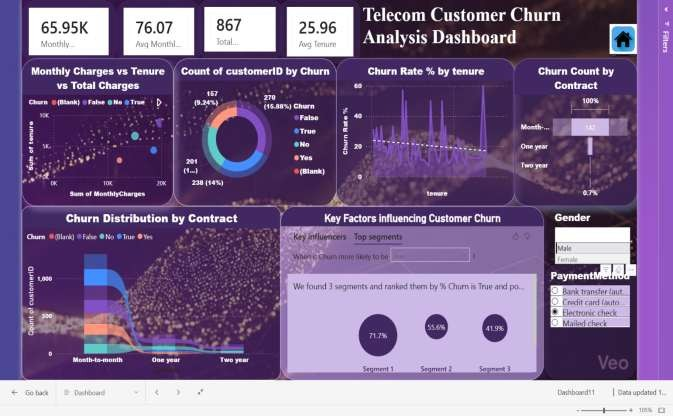 65.95K
Monthly...
76.07
Avg Monthl...
867
Total...
25.96
Avg Tenure
Telecom Customer Churn
Analysis Dashboard
Filters
Monthly Charges vs Tenure
vs Total Charges
Churn (Blank) False No True
10K
5K
0K
0K 10K 20K
Sum of tenure
Sum of MonthlyCharges
Count of customerID by Churn
157
(9.24%)
270
(15.88%)
201
(1...)
238 (14%)
Churn
False
True
No
Yes
(Blank)
Churn Rate % by tenure
60
40
20
0
Churn Rate %
tenure
Churn Count by
Contract
100%
Month-...
142
One year
Two year
0.7%
Churn Distribution by Contract
Churn (Blank) False No True Yes
1,000
500
0
Count of customerID
Month-to-month One year Two year
Key Factors influencing Customer Churn
Key influencers Top segments
When is Churn more likely to be True ?
We found 3 segments and ranked them by % Churn is True and po...
71.7%
55.6%
41.9%
Segment 1
Segment 2
Segment 3
Gender
Male
Female
PaymentMethod
Bank transfer (aut...
Credit card (auto...
Electronic check
Mailed check
Veo
Go back
Dashboard
Dashboard11
Data updated 1...
105%